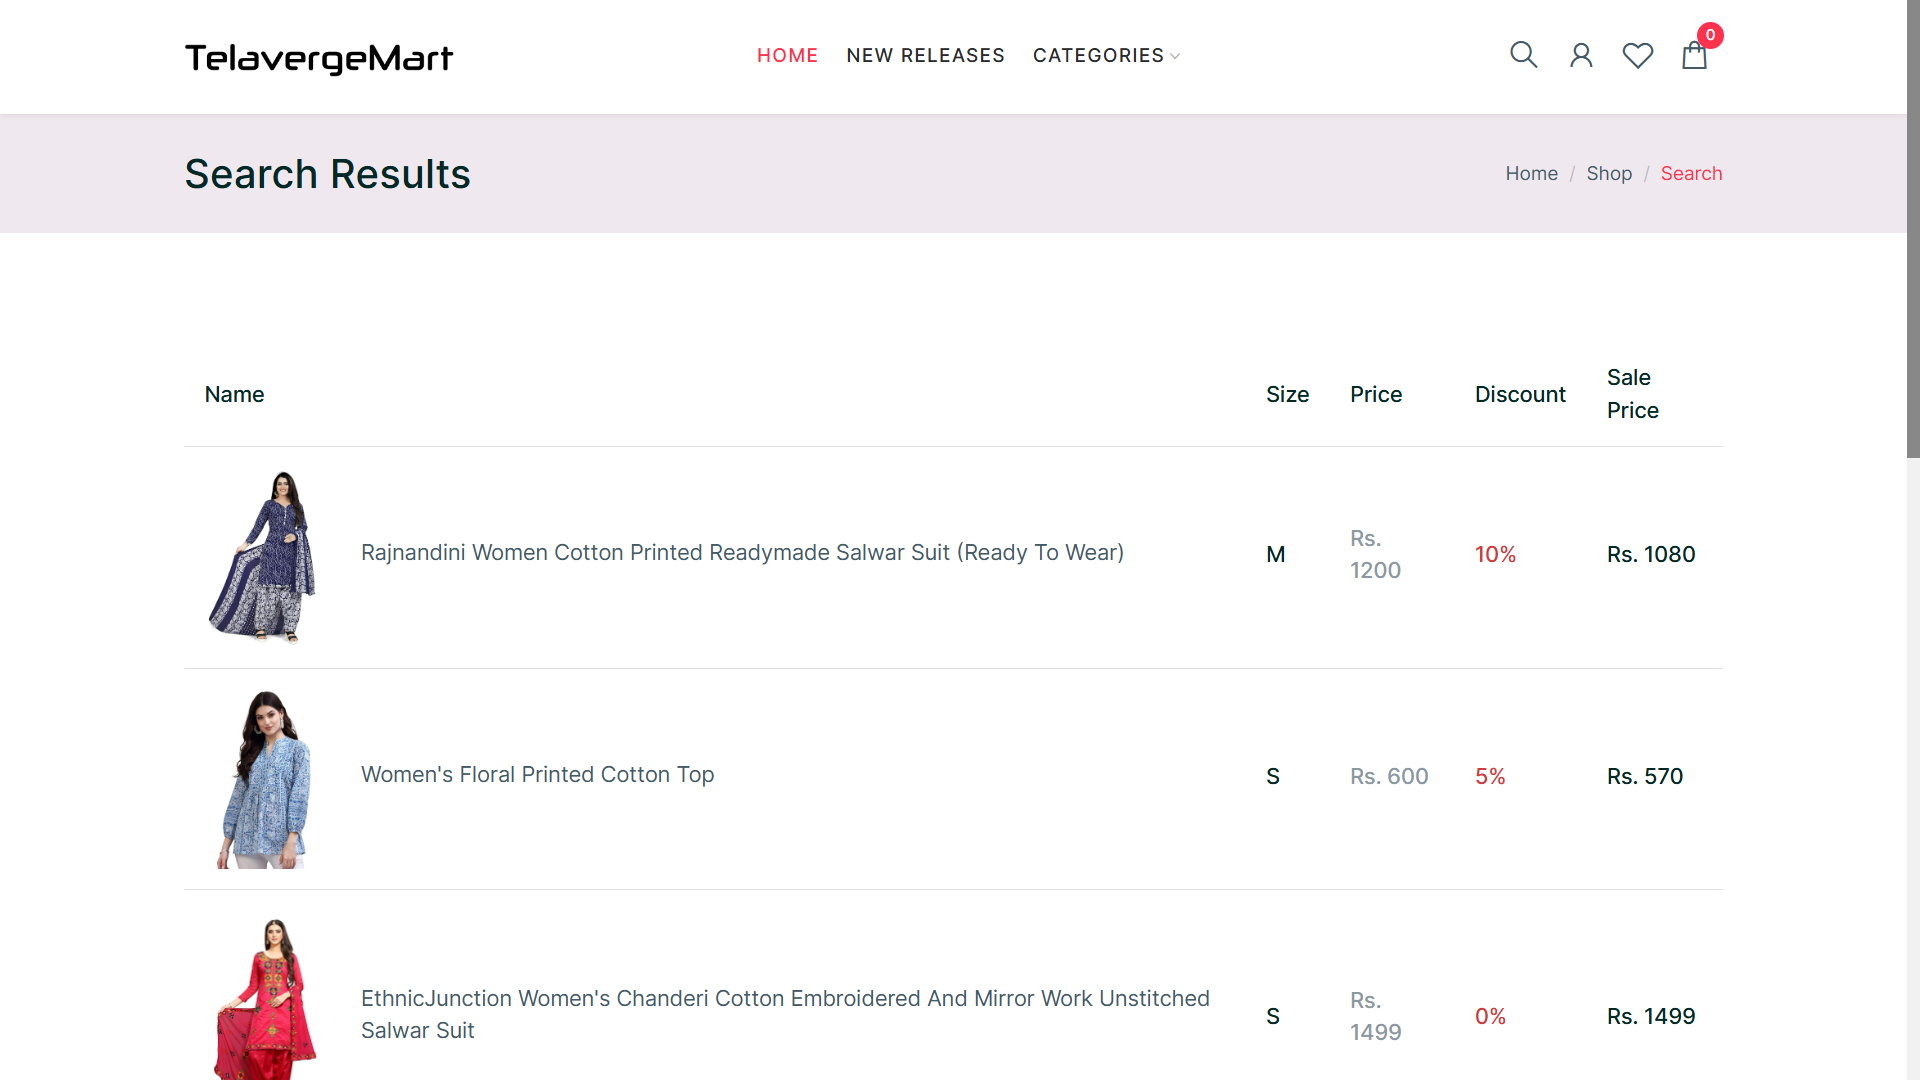 TelavergeMart
HOME NEW RELEASES CATEGORIES
0
Search Results
Home / Shop / Search
Name Size Price Discount Sale Price
Rajnandini Women Cotton Printed Readymade Salwar Suit (Ready To Wear) M Rs. 1200 10% Rs. 1080
Women's Floral Printed Cotton Top S Rs. 600 5% Rs. 570
EthnicJunction Women's Chanderi Cotton Embroidered And Mirror Work Unstitched
Salwar Suit S Rs. 1499 0% Rs. 1499